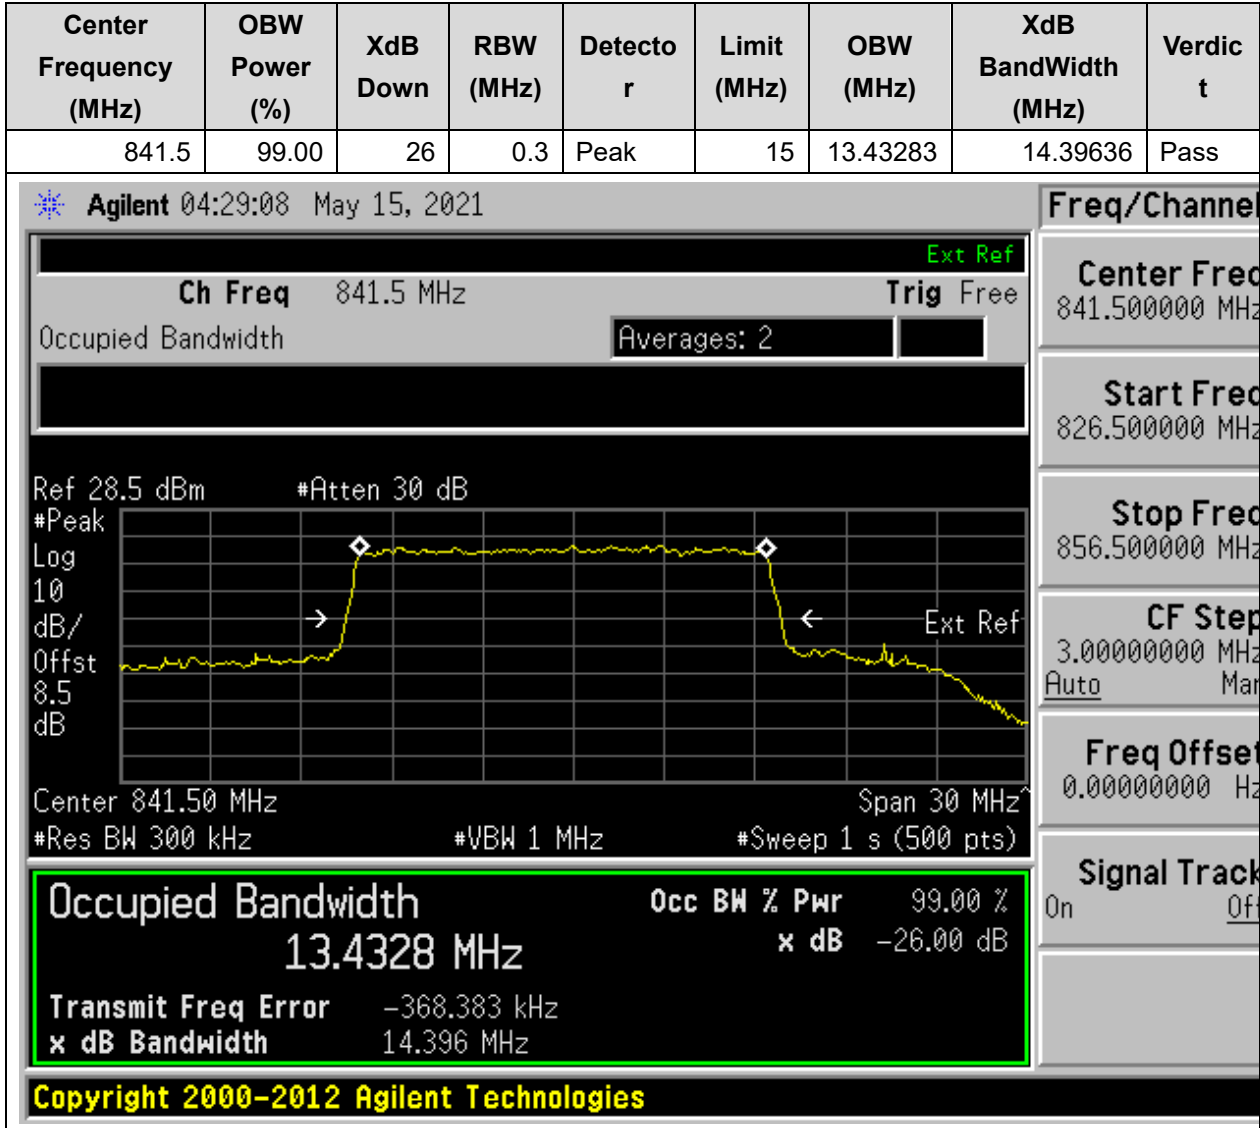 Center Frequency (MHz) OBW Power (%) XdB Down RBW (MHz) Detecto r Limit (MHz) OBW (MHz) XdB BandWidth (MHz) Verdic t
841.5 99.00 26 0.3 Peak 15 13.43283 14.39636 Pass
Agilent 04:29:08 May 15, 2021
Freq/Channel
Ext Ref
Ch Freq 841.5 MHz Trig Free
Occupied Bandwidth Averages: 2
Center Freq
841.500000 MHz
Start Freq
826.500000 MHz
Stop Freq
856.500000 MHz
CF Step
3.00000000 MHz
Auto Man
Freq Offset
0.00000000 Hz
Signal Track
On Off
Ref 28.5 dBm #Atten 30 dB
#Peak
Log
10
dB/
Offst
8.5
dB
Ext Ref
Center 841.50 MHz Span 30 MHz^
#Res BW 300 kHz #VBW 1 MHz #Sweep 1 s (500 pts)
Occupied Bandwidth Occ BW % Pwr 99.00 %
13.4328 MHz x dB -26.00 dB
Transmit Freq Error -368.383 kHz
x dB Bandwidth 14.396 MHz
Copyright 2000-2012 Agilent Technologies